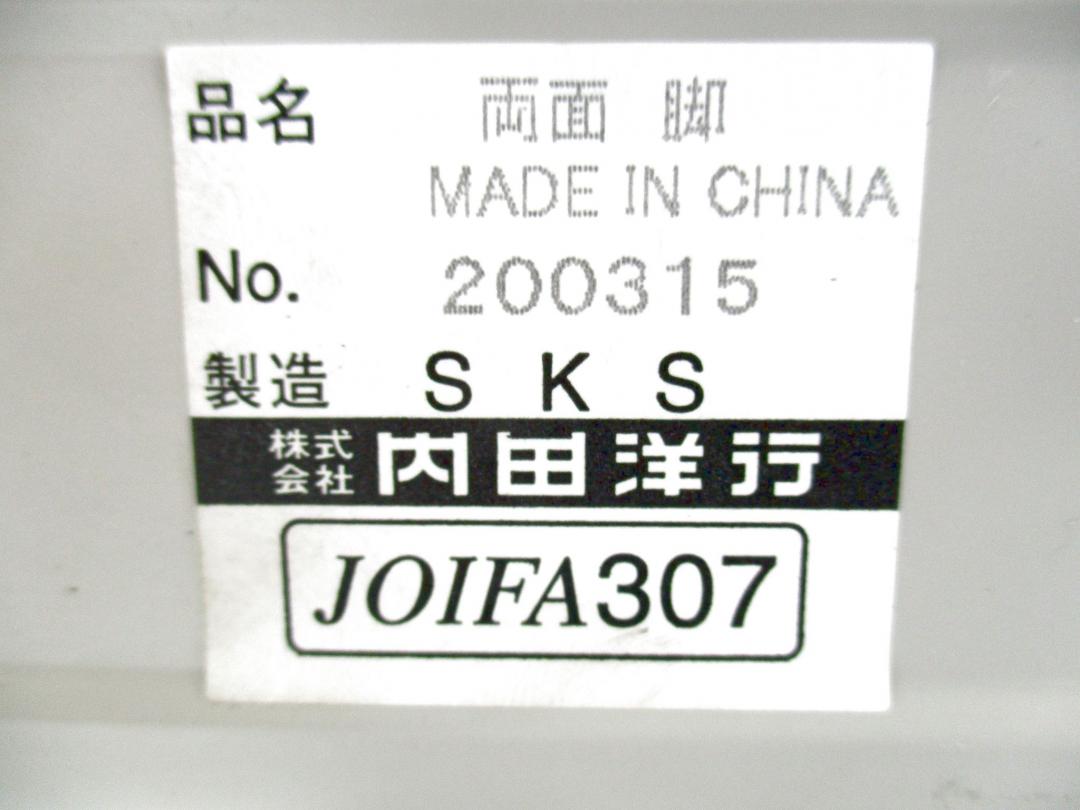 品名 両面 脚
MADE IN CHINA
No. 200315
製造 SKS
株式会社 内田洋行
JOIFA307